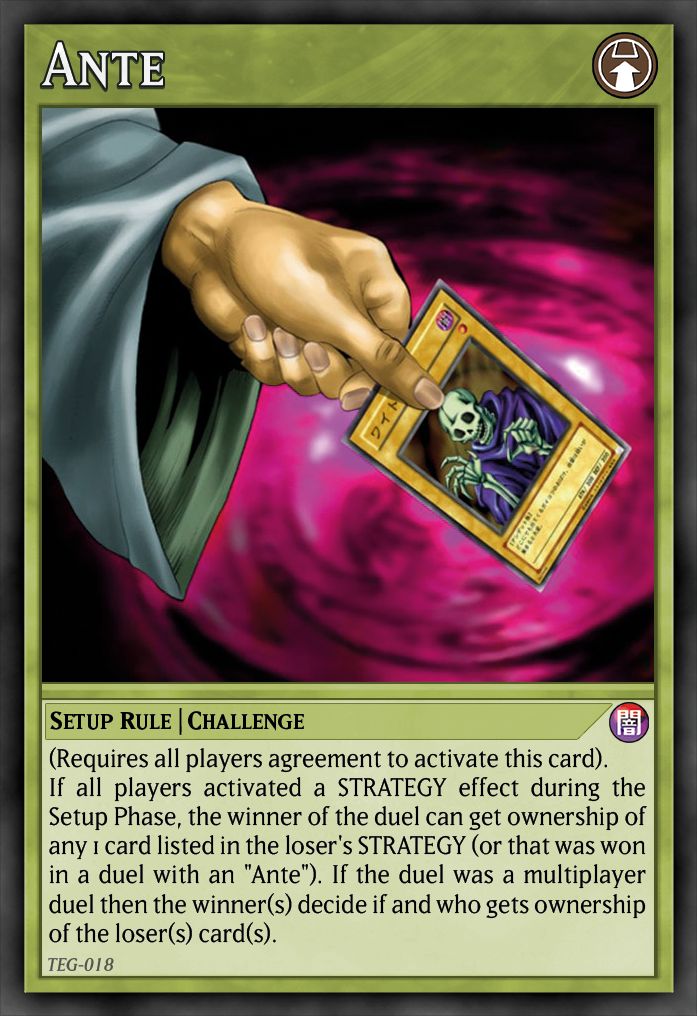 Ante
Setup Rule | Challenge
闇
(Requires all players agreement to activate this card).
If all players activated a STRATEGY effect during the
Setup Phase, the winner of the duel can get ownership of
any 1 card listed in the loser's STRATEGY (or that was won
in a duel with an "Ante"). If the duel was a multiplayer
duel then the winner(s) decide if and who gets ownership
of the loser(s) card(s).
TEG-018
ワイト